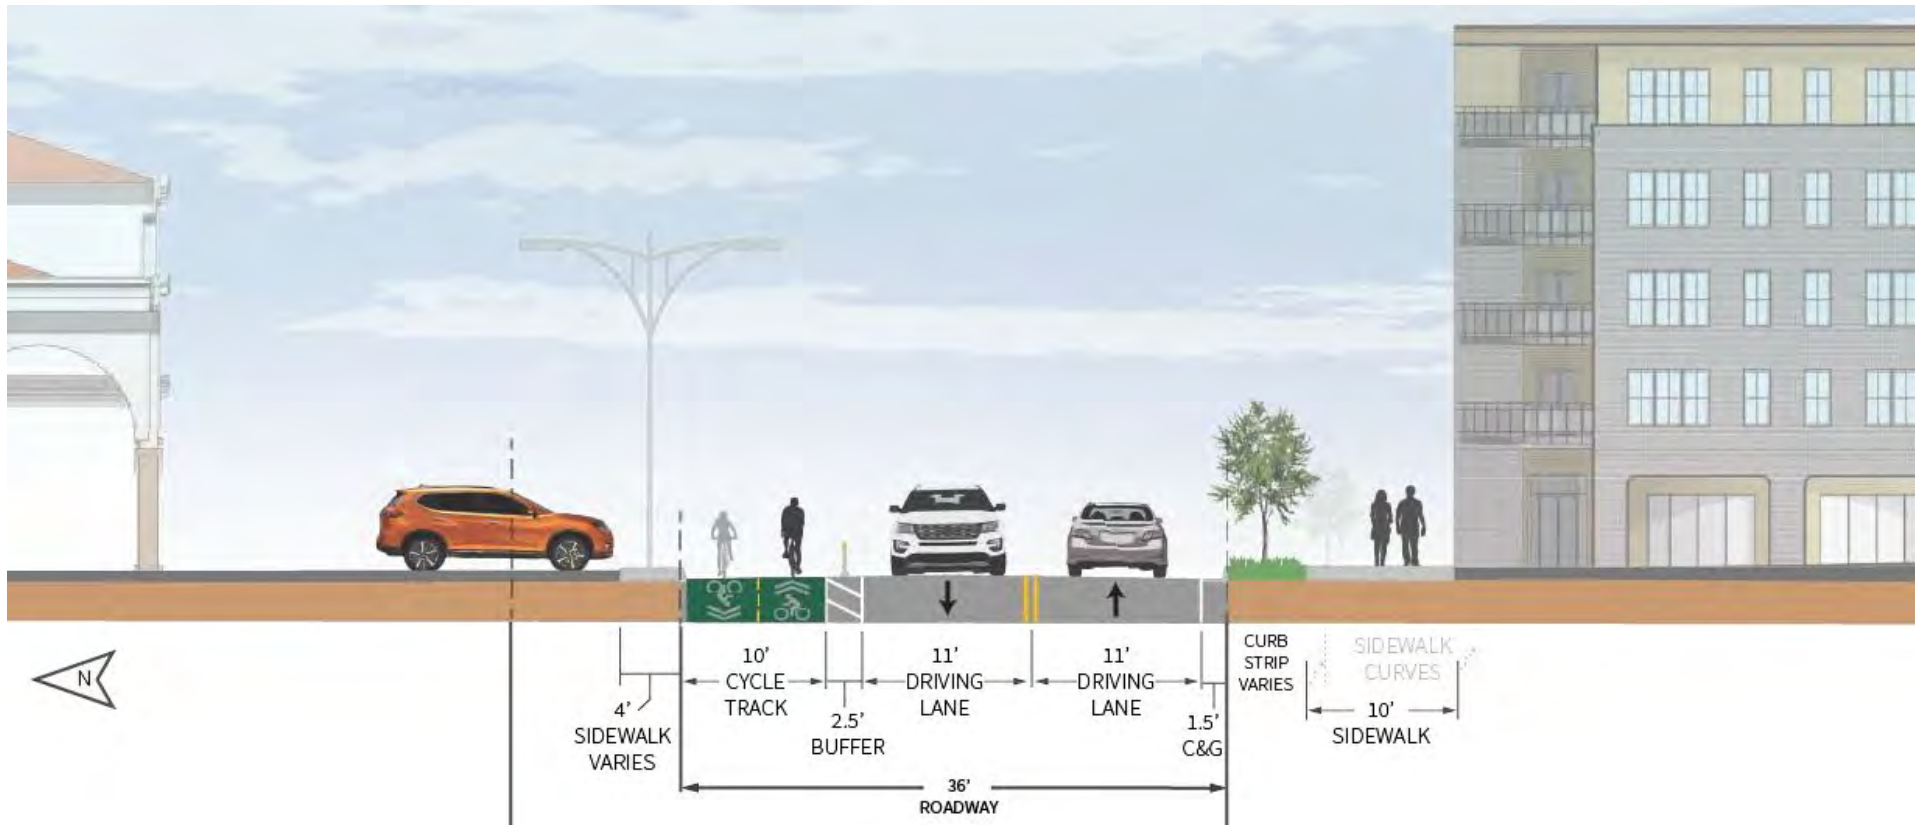 N
4’
SIDEWALK
VARIES
10’
CYCLE
TRACK
2.5’
BUFFER
11’
DRIVING
LANE
11’
DRIVING
LANE
1.5’
C&G
CURB
STRIP
VARIES
SIDEWALK
CURVES
10’
SIDEWALK
36’
ROADWAY